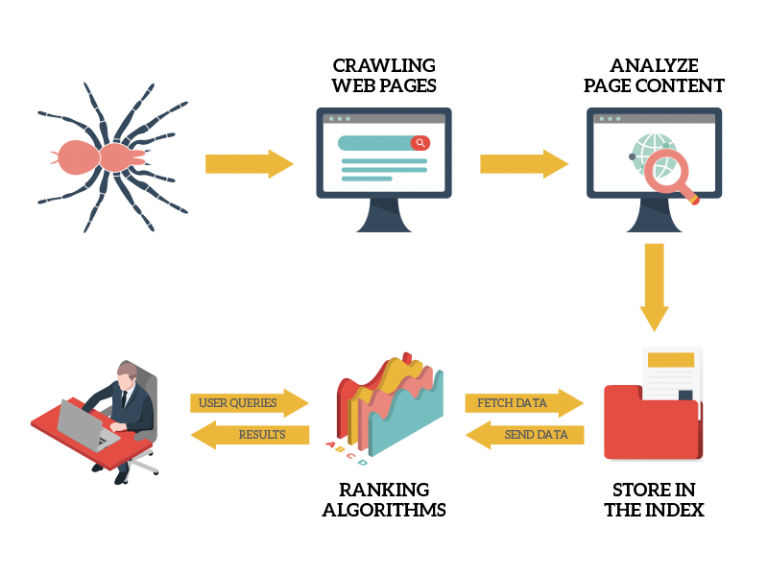 CRAWLING
WEB PAGES
ANALYZE
PAGE CONTENT
USER QUERIES
RESULTS
A B C D
FETCH DATA
SEND DATA
RANKING
ALGORITHMS
STORE IN
THE INDEX